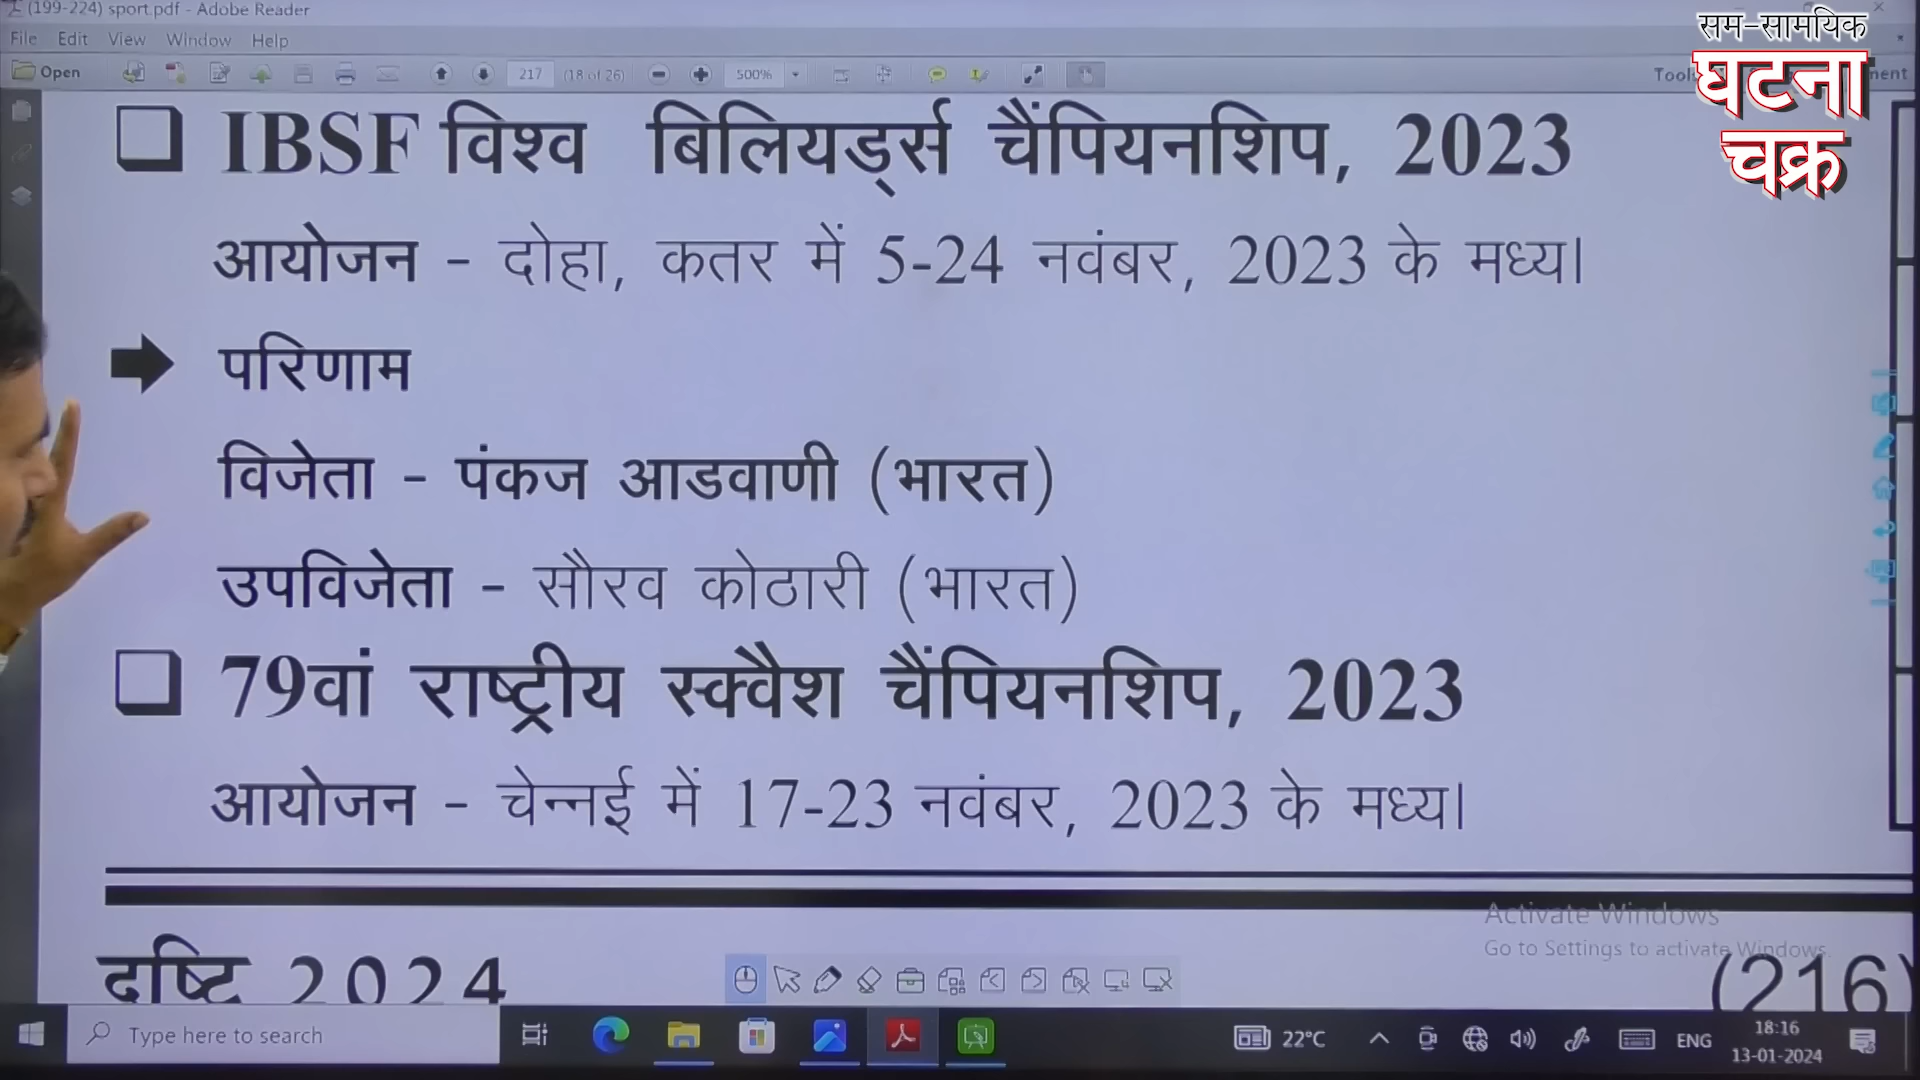 (199-224) sport.pdf - Adobe Reader
File Edit View Window Help
Open 217 (18 of 26) 500%
सम-सामयिक
घटना
चक्र
IBSF विश्व बिलियर्ड्स चैंपियनशिप, 2023
आयोजन - दोहा, कतर में 5-24 नवंबर, 2023 के मध्य।
परिणाम
विजेता - पंकज आडवाणी (भारत)
उपविजेता - सौरव कोठारी (भारत)
79वां राष्ट्रीय स्क्वैश चैंपियनशिप, 2023
आयोजन - चेन्नई में 17-23 नवंबर, 2023 के मध्य।
Activate Windows
Go to Settings to activate Windows.
दृष्टि 2024 (216)
Type here to search 22°C ENG 18:16
13-01-2024